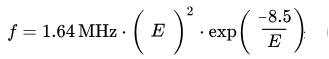 f = 1.64 MHz · ( E )² · exp( –8.5 / E )